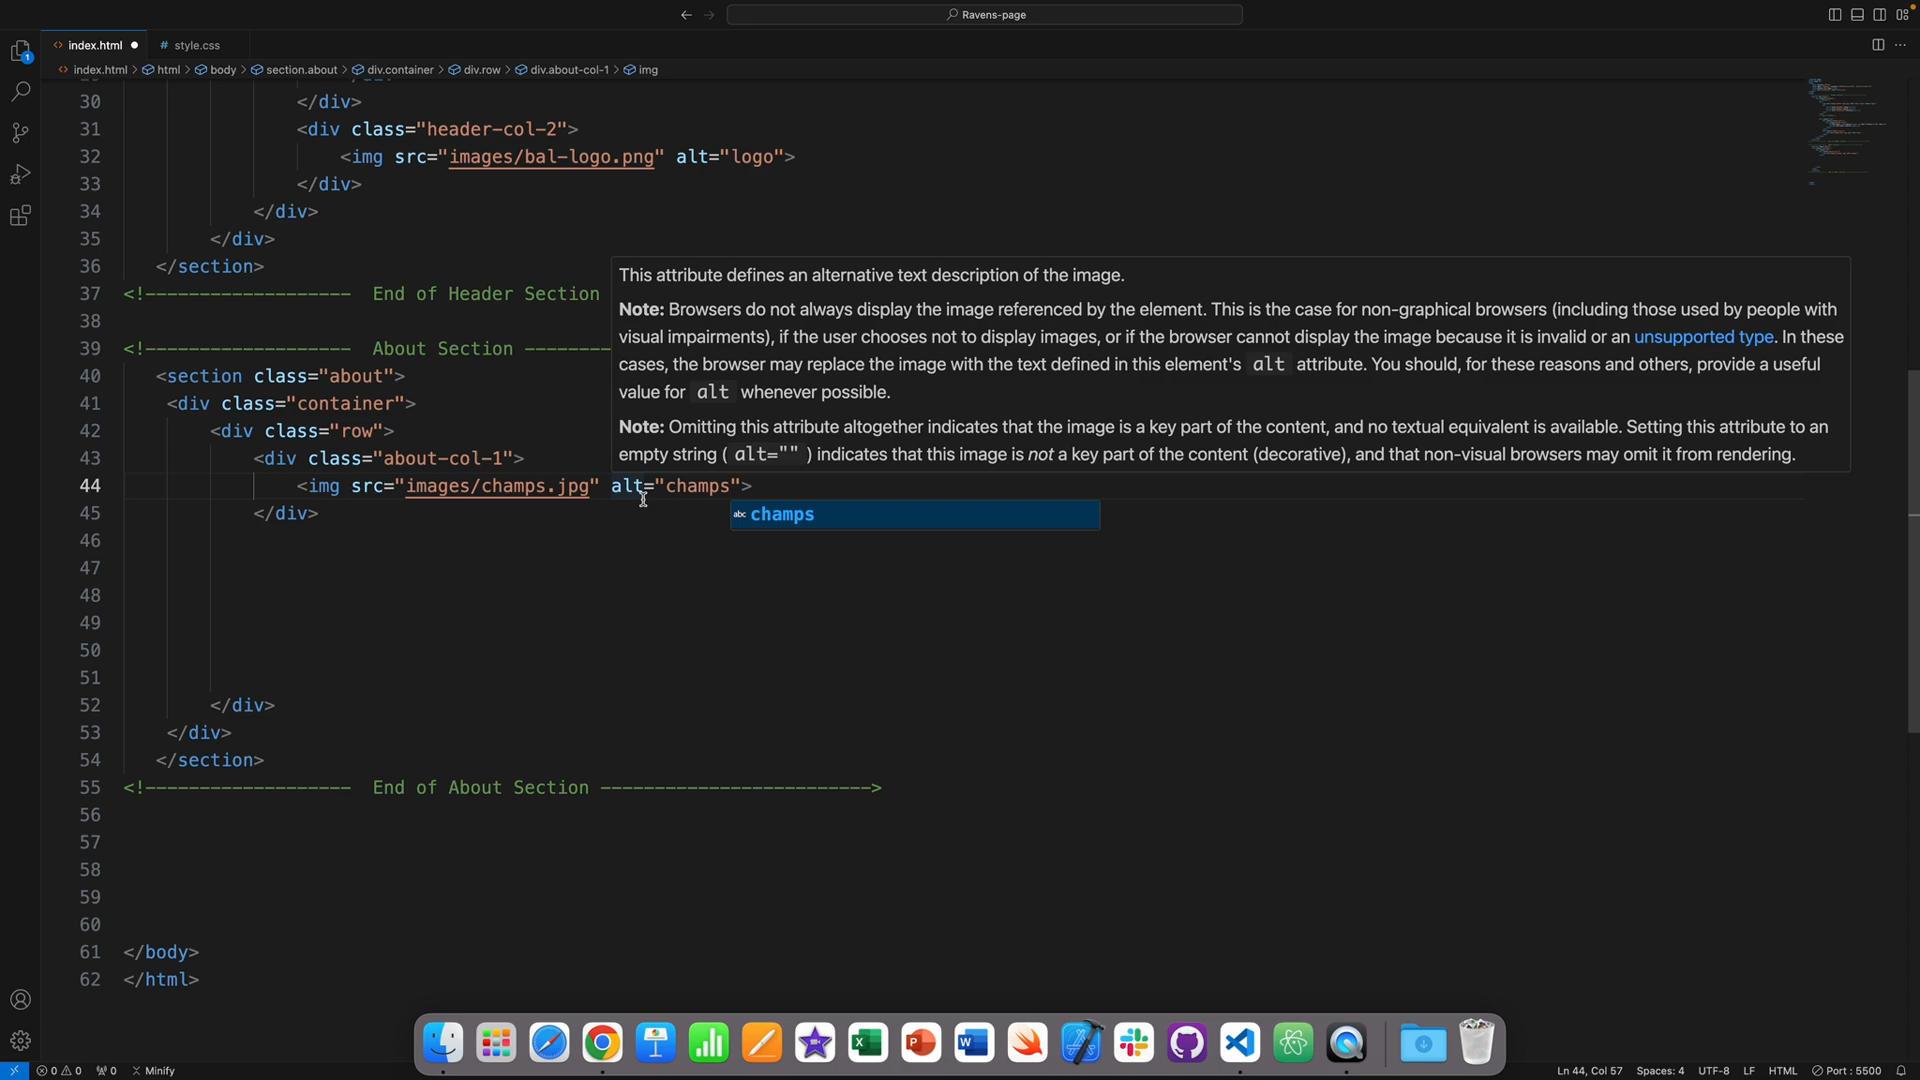 Ravens-page
index.html
# style.css
index.html > html > body > section.about > div.container > div.row > div.about-col-1 > img
1
30 </div>
31 <div class="header-col-2">
32 <img src="images/bal-logo.png" alt="logo">
33 </div>
34 </div>
35 </div>
36 </section>
37 <!------------------- End of Header Section
38
39 <!------------------- About Section --------
40 <section class="about">
41 <div class="container">
42 <div class="row">
43 <div class="about-col-1">
44 <img src="images/champs.jpg" alt="champs">
45 </div>
46
47
48
49
50
51
52 </div>
53 </div>
54 </section>
55 <!------------------- End of About Section ------------------------->
56
57
58
59
60
61 </body>
62 </html>
This attribute defines an alternative text description of the image.
Note: Browsers do not always display the image referenced by the element. This is the case for non-graphical browsers (including those used by people with
visual impairments), if the user chooses not to display images, or if the browser cannot display the image because it is invalid or an unsupported type. In these
cases, the browser may replace the image with the text defined in this element's alt attribute. You should, for these reasons and others, provide a useful
value for alt whenever possible.
Note: Omitting this attribute altogether indicates that the image is a key part of the content, and no textual equivalent is available. Setting this attribute to an
empty string ( alt="" ) indicates that this image is not a key part of the content (decorative), and that non-visual browsers may omit it from rendering.
abc champs
0 0 0 Minify
Ln 44, Col 57 Spaces: 4 UTF-8 LF HTML Port : 5500